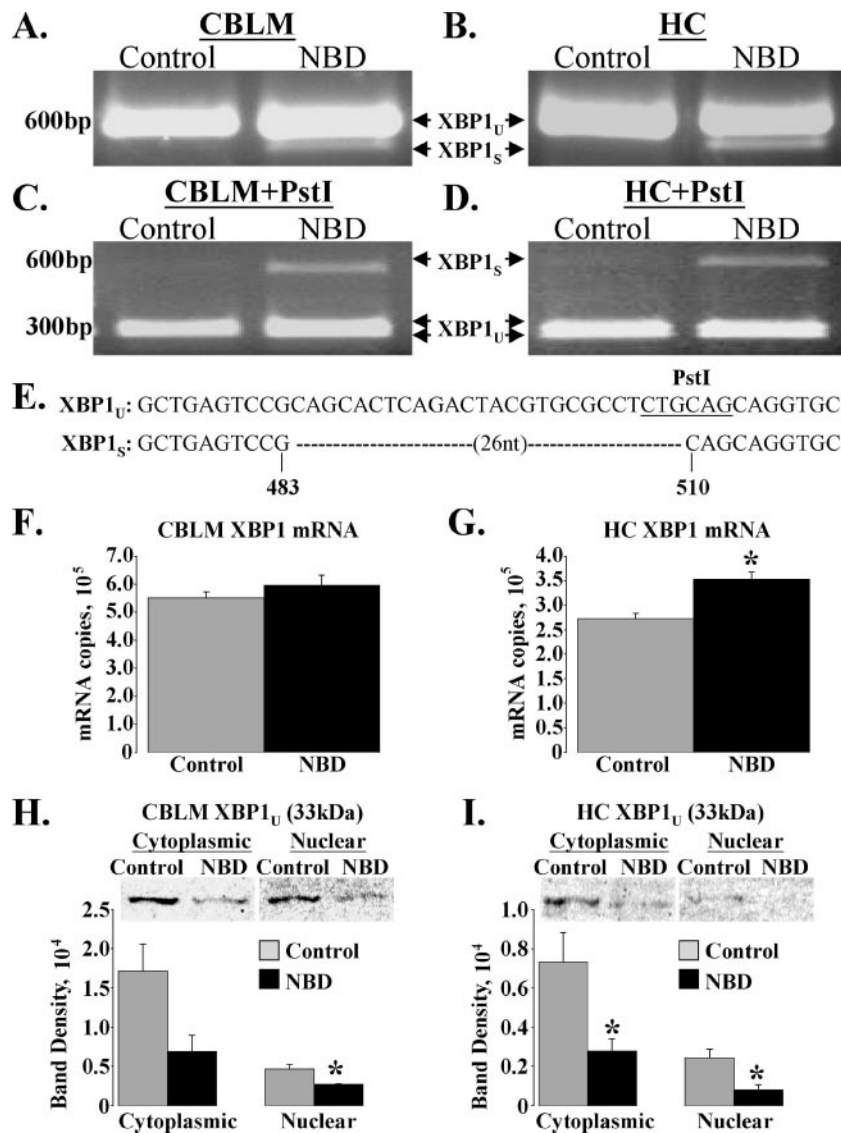 A. CBLM B. HC
Control NBD Control NBD
600bp XBP1U
XBP1S
C. CBLM+PstI D. HC+PstI
Control NBD Control NBD
600bp XBP1S
300bp XBP1U
PstI
E. XBP1U: GCTGAGTCCGCAGCACTCAGACTACGTGCGCCTCTGCAGCAGGTGC
XBP1S: GCTGAGTCCG ----------------------(26nt)------------------ CAGCAGGTGC
483 510
F. CBLM XBP1 mRNA G. HC XBP1 mRNA
mRNA copies, 10^5
7.0
6.0
5.0
4.0
3.0
2.0
1.0
0
Control NBD
mRNA copies, 10^5
4.0
3.5
3.0
2.5
2.0
1.5
1.0
0.5
0
*
Control NBD
H. CBLM XBP1U (33kDa)
Cytoplasmic Nuclear
Control NBD Control NBD
Band Density, 10^4
2.5
2.0
1.5
1.0
0.5
0
Control
NBD
*
Cytoplasmic Nuclear
I. HC XBP1U (33kDa)
Cytoplasmic Nuclear
Control NBD Control NBD
Band Density, 10^4
1.0
0.8
0.6
0.4
0.2
0
Control
NBD
* *
Cytoplasmic Nuclear